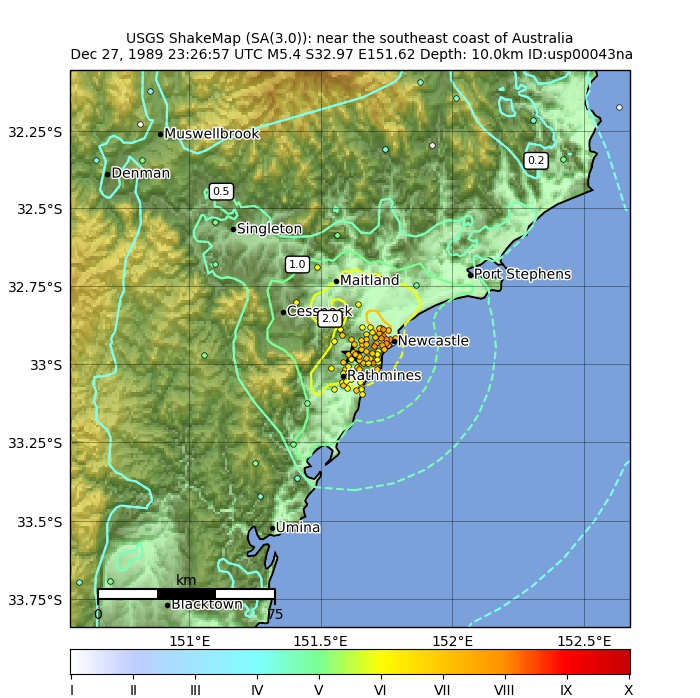 USGS ShakeMap (SA(3.0)): near the southeast coast of Australia
Dec 27, 1989 23:26:57 UTC M5.4 S32.97 E151.62 Depth: 10.0km ID:usp00043na
32.25°S
Muswellbrook
0.2
Denman
0.5
32.5°S
Singleton
1.0
Port Stephens
Maitland
32.75°S
Cessnock
2.0
Newcastle
33°S
Rathmines
33.25°S
33.5°S
Umina
km
33.75°S
Blacktown
0 75
151°E 151.5°E 152°E 152.5°E
I II III IV V VI VII VIII IX X